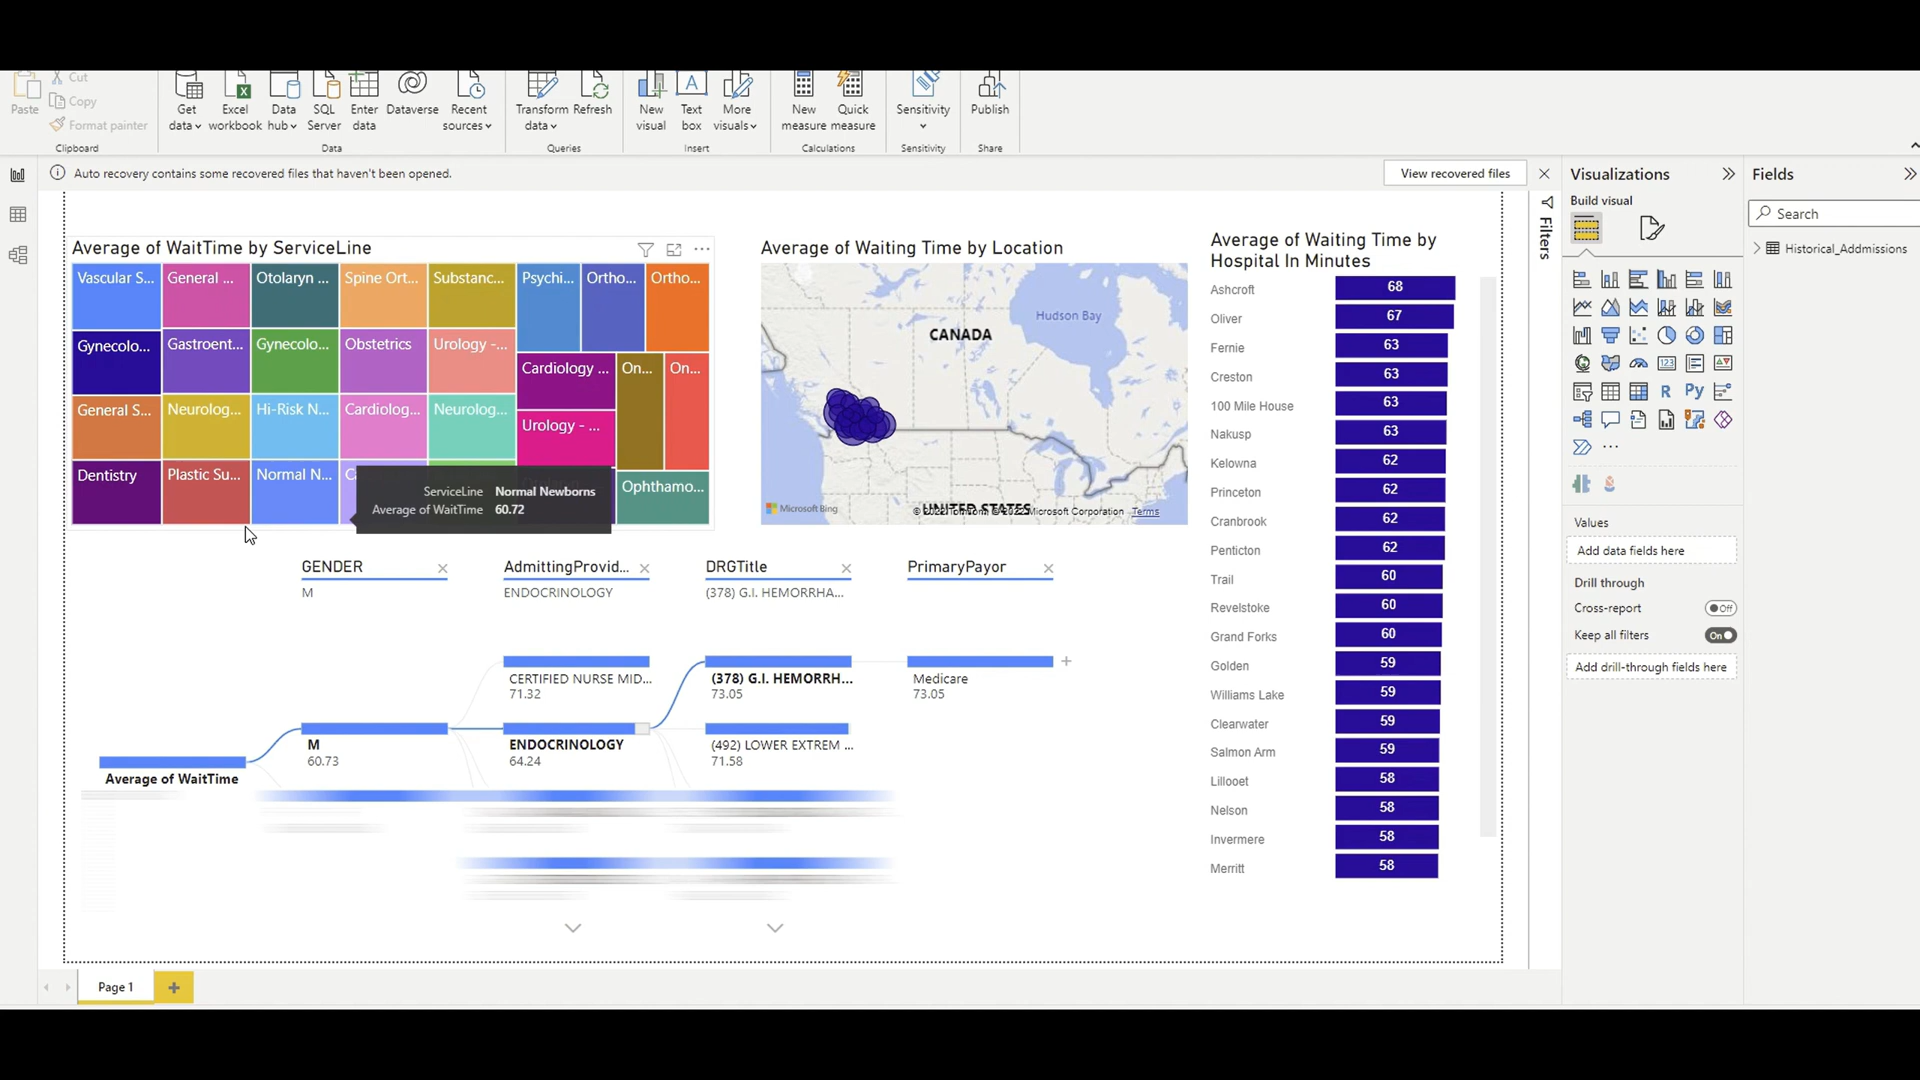 Cut
Copy
Format painter
Paste
Clipboard
Get data
Excel workbook
Data hub
SQL Server
Enter data
Dataverse
Recent sources
Data
Transform data
Refresh
Queries
New visual
Text box
More visuals
Insert
New measure
Quick measure
Calculations
Sensitivity
Sensitivity
Publish
Share
Auto recovery contains some recovered files that haven't been opened.
View recovered files
Average of WaitTime by ServiceLine
Vascular S...
General ...
Otolaryn ...
Spine Ort...
Substanc...
Psychi...
Ortho...
Ortho...
Gynecolo...
Gastroent...
Gynecolo...
Obstetrics
Urology -...
Cardiology ...
On...
On...
General S...
Neurolog...
Hi-Risk N...
Cardiolog...
Neurolog...
Urology - ...
Dentistry
Plastic Su...
Normal N...
Ophthamo...
ServiceLine Normal Newborns
Average of WaitTime 60.72
Average of Waiting Time by Location
CANADA
Hudson Bay
UNITED STATES
Microsoft Bing
Microsoft Corporation Terms
Average of Waiting Time by
Hospital In Minutes
Ashcroft 68
Oliver 67
Fernie 63
Creston 63
100 Mile House 63
Nakusp 63
Kelowna 62
Princeton 62
Cranbrook 62
Penticton 62
Trail 60
Revelstoke 60
Grand Forks 60
Golden 59
Williams Lake 59
Clearwater 59
Salmon Arm 59
Lillooet 58
Nelson 58
Invermere 58
Merritt 58
GENDER
M
AdmittingProvid...
ENDOCRINOLOGY
DRGTitle
(378) G.I. HEMORRHA...
PrimaryPayor
CERTIFIED NURSE MID...
71.32
(378) G.I. HEMORRH...
73.05
Medicare
73.05
M
60.73
ENDOCRINOLOGY
64.24
(492) LOWER EXTREM ...
71.58
Average of WaitTime
Page 1
Filters
Visualizations
Build visual
R
Py
123
Values
Add data fields here
Drill through
Cross-report
Off
Keep all filters
On
Add drill-through fields here
Fields
Search
Historical_Addmissions